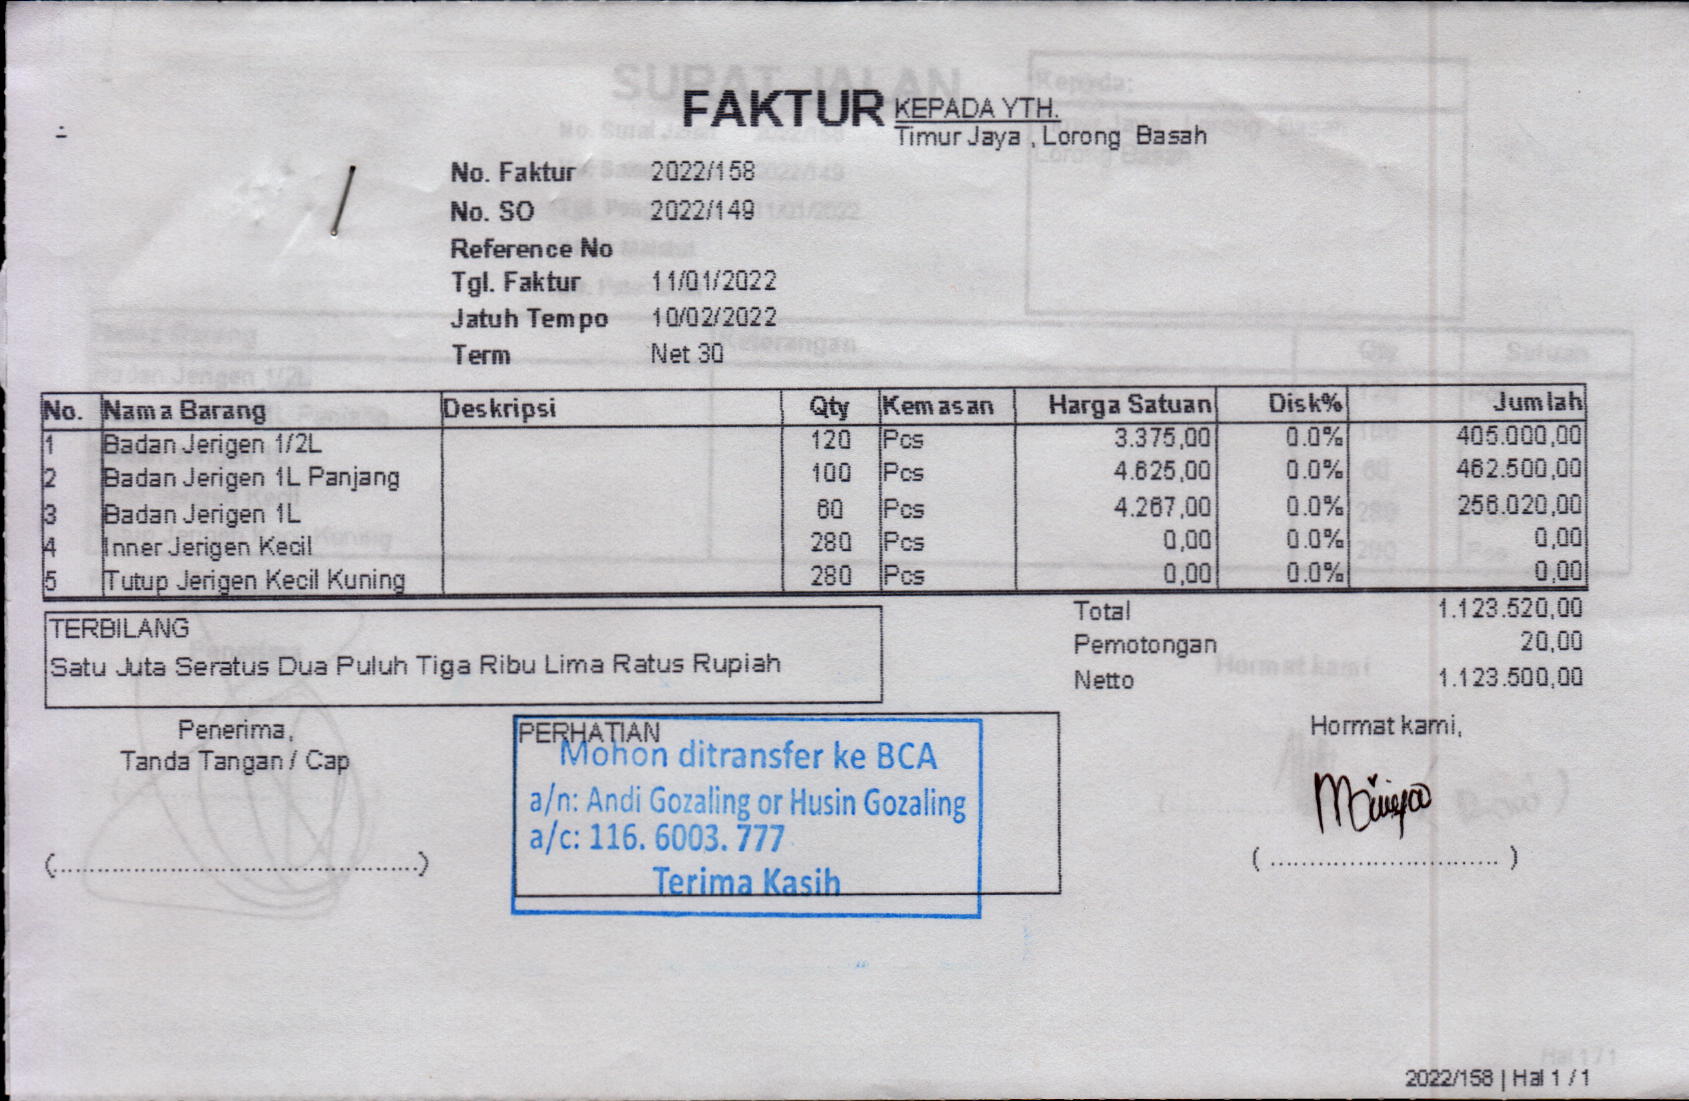 FAKTUR
KEPADA YTH.
Timur Jaya , Lorong Basah
No. Faktur 2022/158
No. SO 2022/149
Reference No
Tgl. Faktur 11/01/2022
Jatuh Tempo 10/02/2022
Term Net 30
No. Nama Barang Deskripsi Qty Kemasan Harga Satuan Disk% Jumlah
1 Badan Jerigen 1/2L 120 Pcs 3.375,00 0.0% 405.000,00
2 Badan Jerigen 1L Panjang 100 Pcs 4.625,00 0.0% 462.500,00
3 Badan Jerigen 1L 60 Pcs 4.267,00 0.0% 256.020,00
4 Inner Jerigen Kecil 280 Pcs 0,00 0.0% 0,00
5 Tutup Jerigen Kecil Kuning 280 Pcs 0,00 0.0% 0,00
Total 1.123.520,00
Pemotongan 20,00
Netto 1.123.500,00
TERBILANG
Satu Juta Seratus Dua Puluh Tiga Ribu Lima Ratus Rupiah
Penerima,
Tanda Tangan / Cap
(..........................................)
PERHATIAN
Mohon ditransfer ke BCA
a/n: Andi Gozaling or Husin Gozaling
a/c: 116. 6003. 777
Terima Kasih
Hormat kami,
( ............................ )
2022/158 | Hal 1 / 1